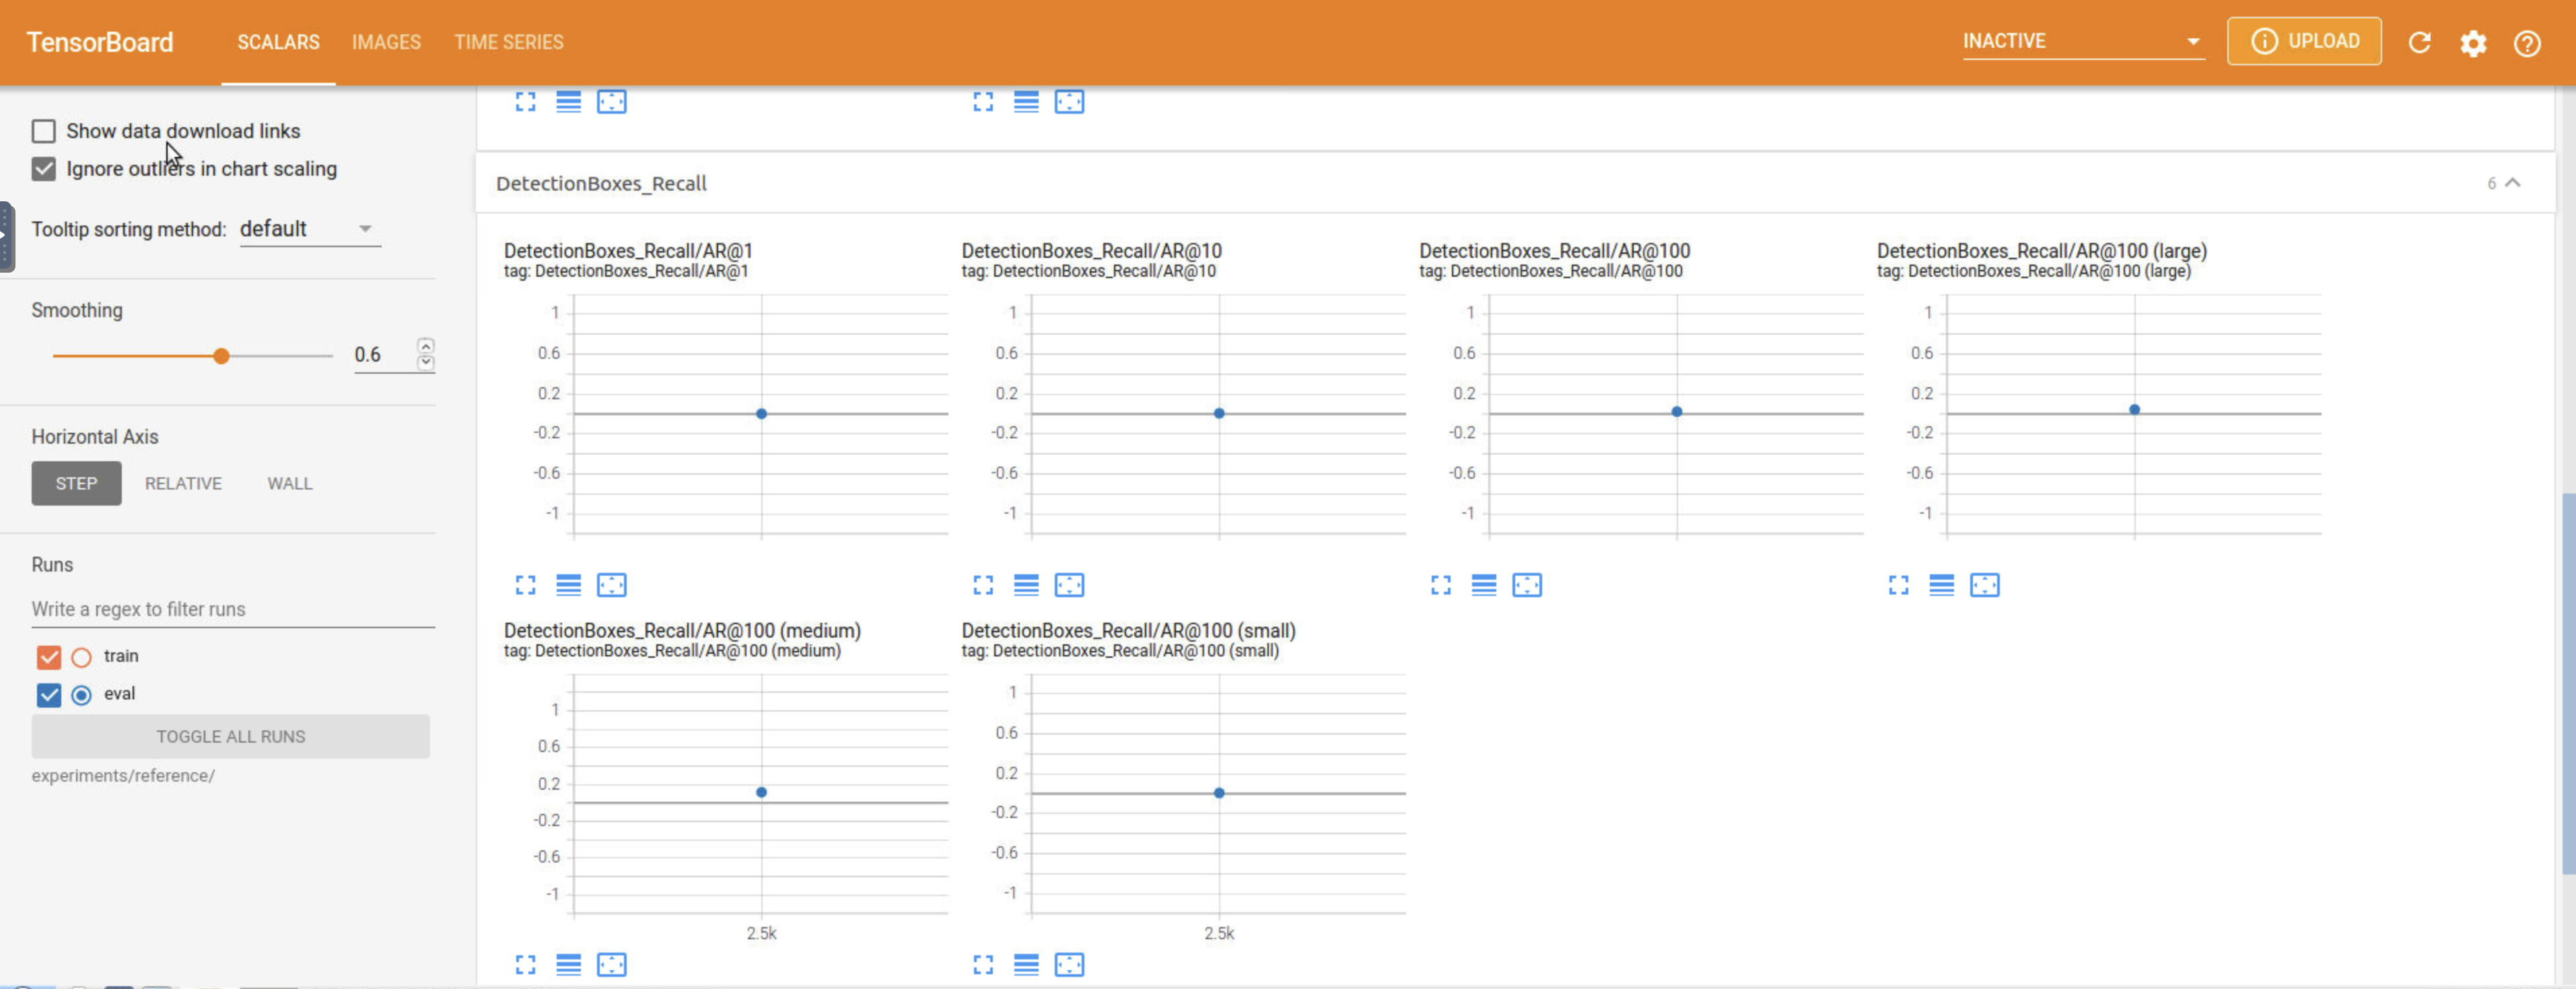 TensorBoard SCALARS IMAGES TIME SERIES INACTIVE UPLOAD
Show data download links
Ignore outliers in chart scaling
Tooltip sorting method: default
Smoothing
0.6
Horizontal Axis
STEP RELATIVE WALL
Runs
Write a regex to filter runs
train
eval
TOGGLE ALL RUNS
experiments/reference/
DetectionBoxes_Recall 6
DetectionBoxes_Recall/AR@1
tag: DetectionBoxes_Recall/AR@1
1
0.6
0.2
-0.2
-0.6
-1
DetectionBoxes_Recall/AR@10
tag: DetectionBoxes_Recall/AR@10
1
0.6
0.2
-0.2
-0.6
-1
DetectionBoxes_Recall/AR@100
tag: DetectionBoxes_Recall/AR@100
1
0.6
0.2
-0.2
-0.6
-1
DetectionBoxes_Recall/AR@100 (large)
tag: DetectionBoxes_Recall/AR@100 (large)
1
0.6
0.2
-0.2
-0.6
-1
DetectionBoxes_Recall/AR@100 (medium)
tag: DetectionBoxes_Recall/AR@100 (medium)
1
0.6
0.2
-0.2
-0.6
-1
2.5k
DetectionBoxes_Recall/AR@100 (small)
tag: DetectionBoxes_Recall/AR@100 (small)
1
0.6
0.2
-0.2
-0.6
-1
2.5k